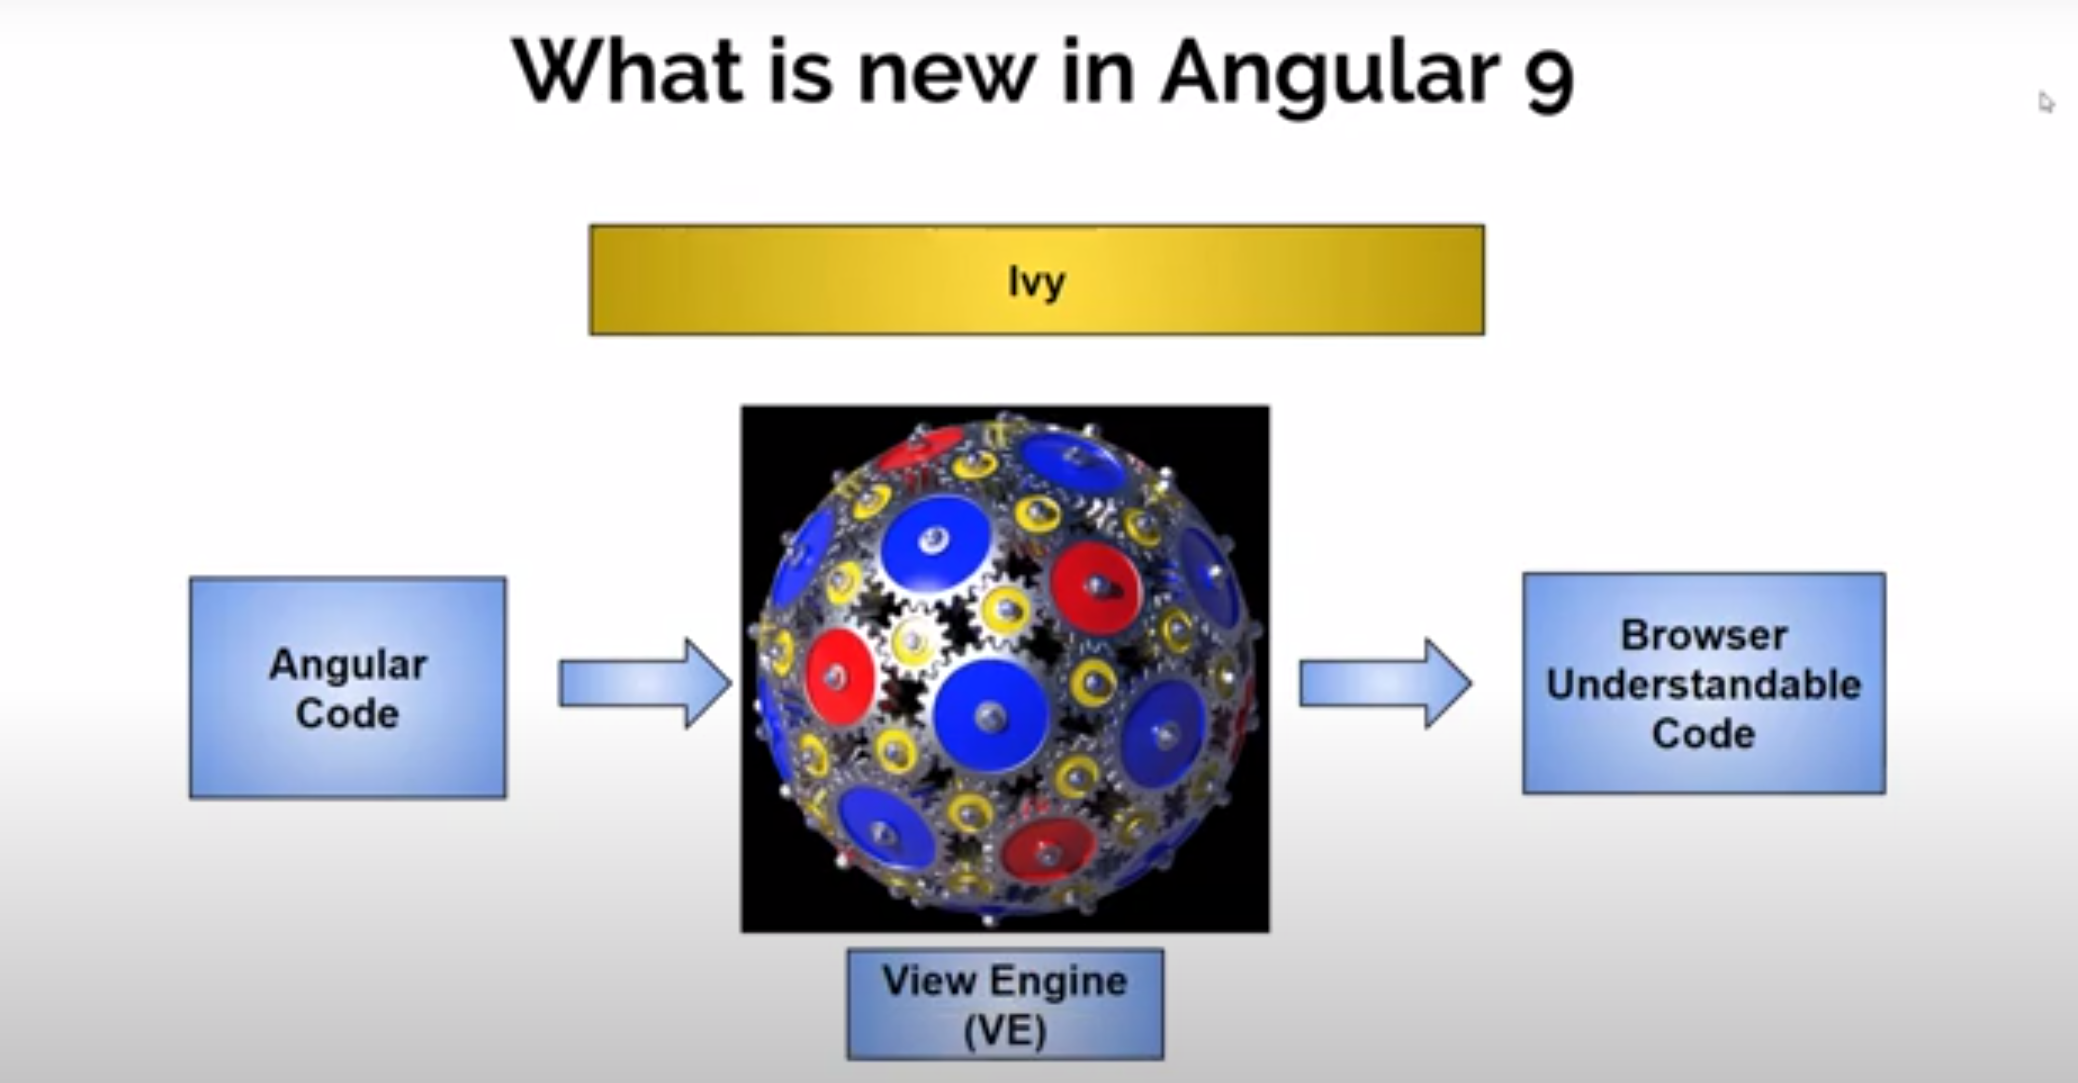 What is new in Angular 9
Ivy
Angular
Code
Browser
Understandable
Code
View Engine
(VE)